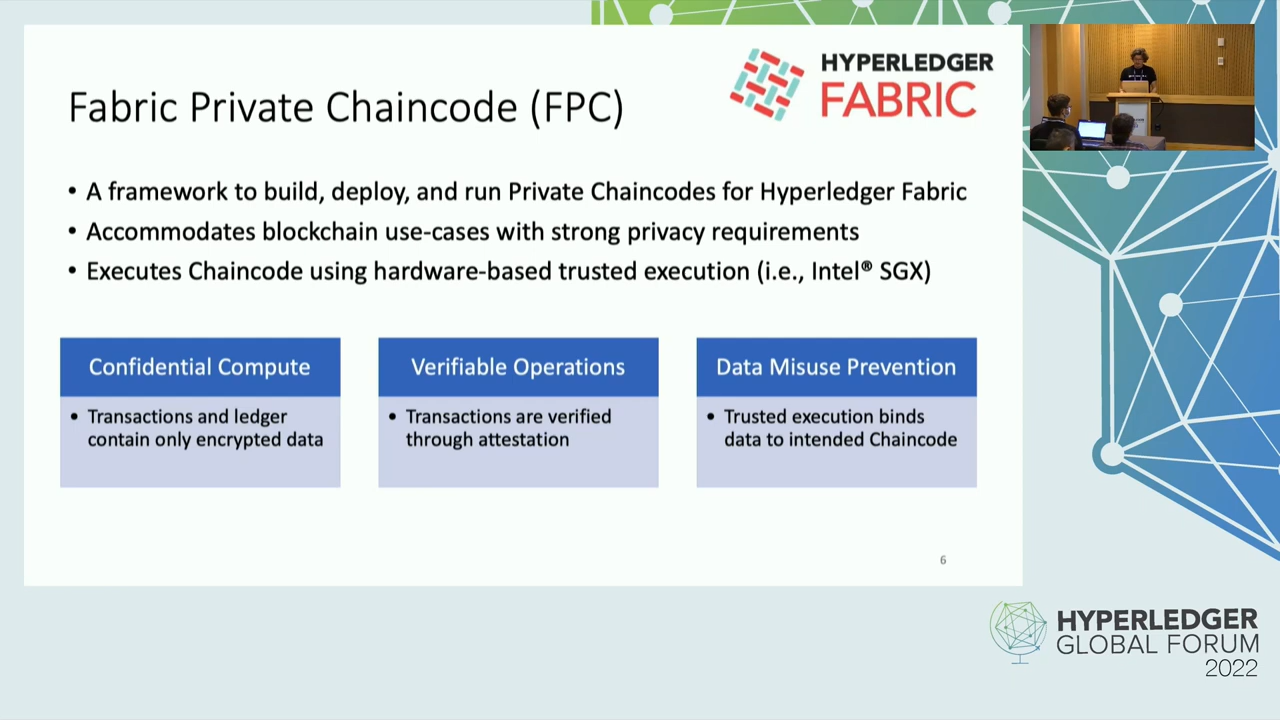 HYPERLEDGER
FABRIC
Fabric Private Chaincode (FPC)
• A framework to build, deploy, and run Private Chaincodes for Hyperledger Fabric
• Accommodates blockchain use-cases with strong privacy requirements
• Executes Chaincode using hardware-based trusted execution (i.e., Intel® SGX)
Confidential Compute
• Transactions and ledger
contain only encrypted data
Verifiable Operations
• Transactions are verified
through attestation
Data Misuse Prevention
• Trusted execution binds
data to intended Chaincode
6
HYPERLEDGER
GLOBAL FORUM
2022